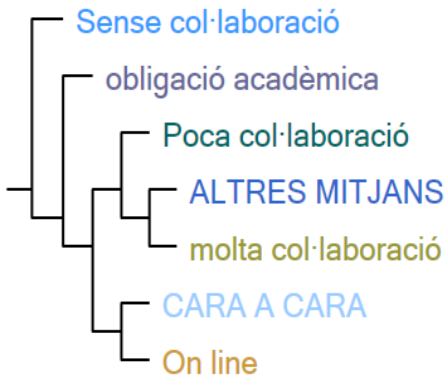 Sense col·laboració
obligació acadèmica
Poca col·laboració
ALTRES MITJANS
molta col·laboració
CARA A CARA
On line